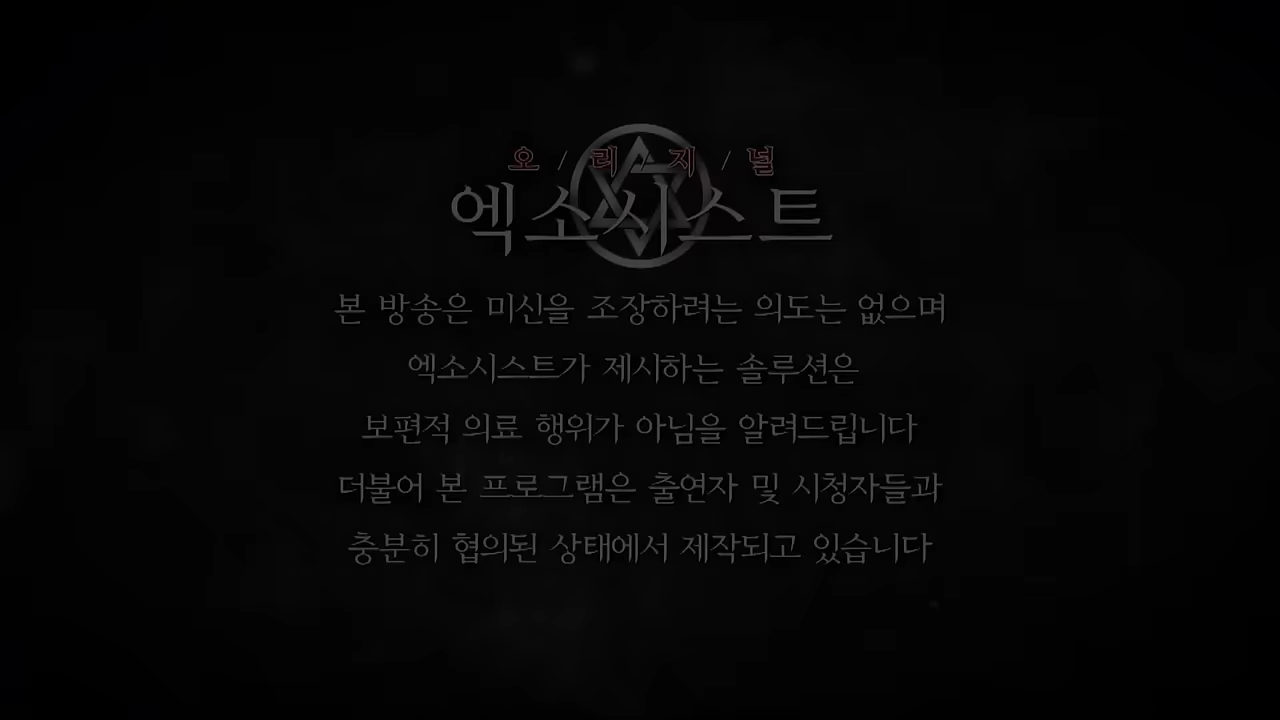 오/리/지/널
엑소시스트
본 방송은 미신을 조장하려는 의도는 없으며
엑소시스트가 제시하는 솔루션은
보편적 의료 행위가 아님을 알려드립니다
더불어 본 프로그램은 출연자 및 시청자들과
충분히 협의된 상태에서 제작되고 있습니다